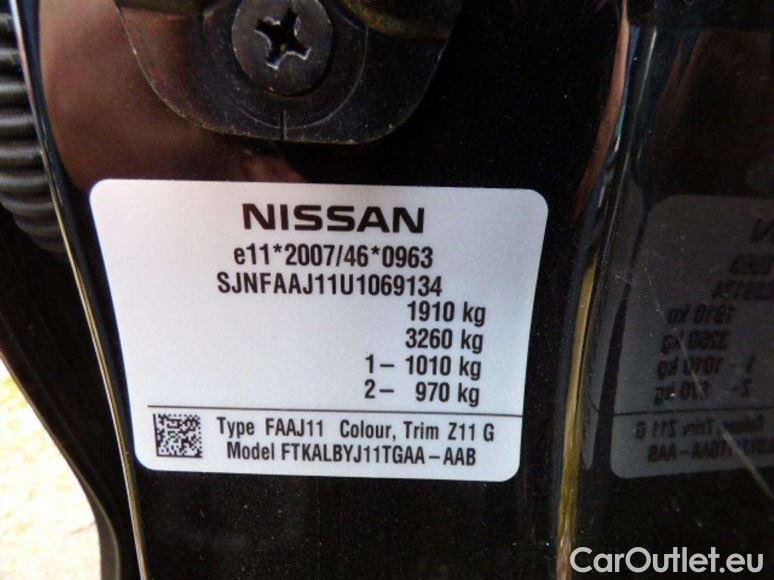 NISSAN
e11*2007/46*0963
SJNFAAJ11U1069134
1910 kg
3260 kg
1– 1010 kg
2– 970 kg
Type FAAJ11 Colour, Trim Z11 G
Model FTKALBYJ11TGAA–AAB
CarOutlet.eu